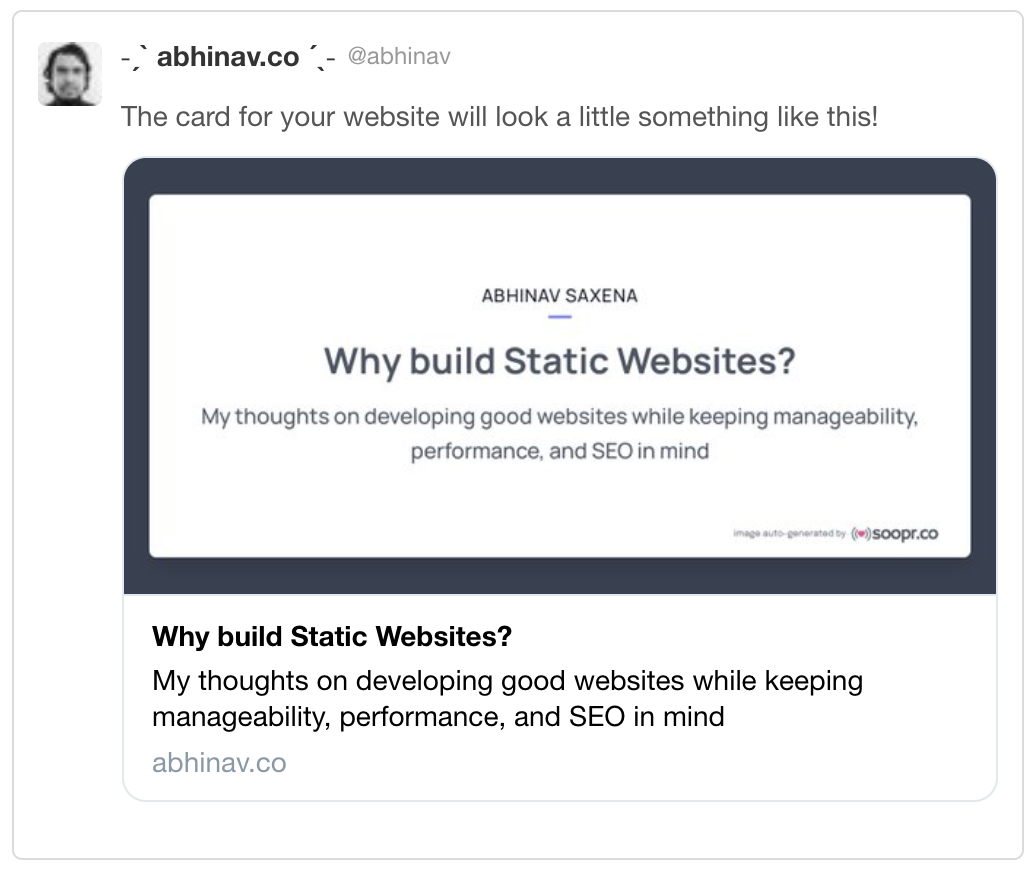 -ˏˋ abhinav.co ˊˎ- @abhinav
The card for your website will look a little something like this!
ABHINAV SAXENA
Why build Static Websites?
My thoughts on developing good websites while keeping manageability,
performance, and SEO in mind
image auto-generated by ((♥))soopr.co
Why build Static Websites?
My thoughts on developing good websites while keeping
manageability, performance, and SEO in mind
abhinav.co